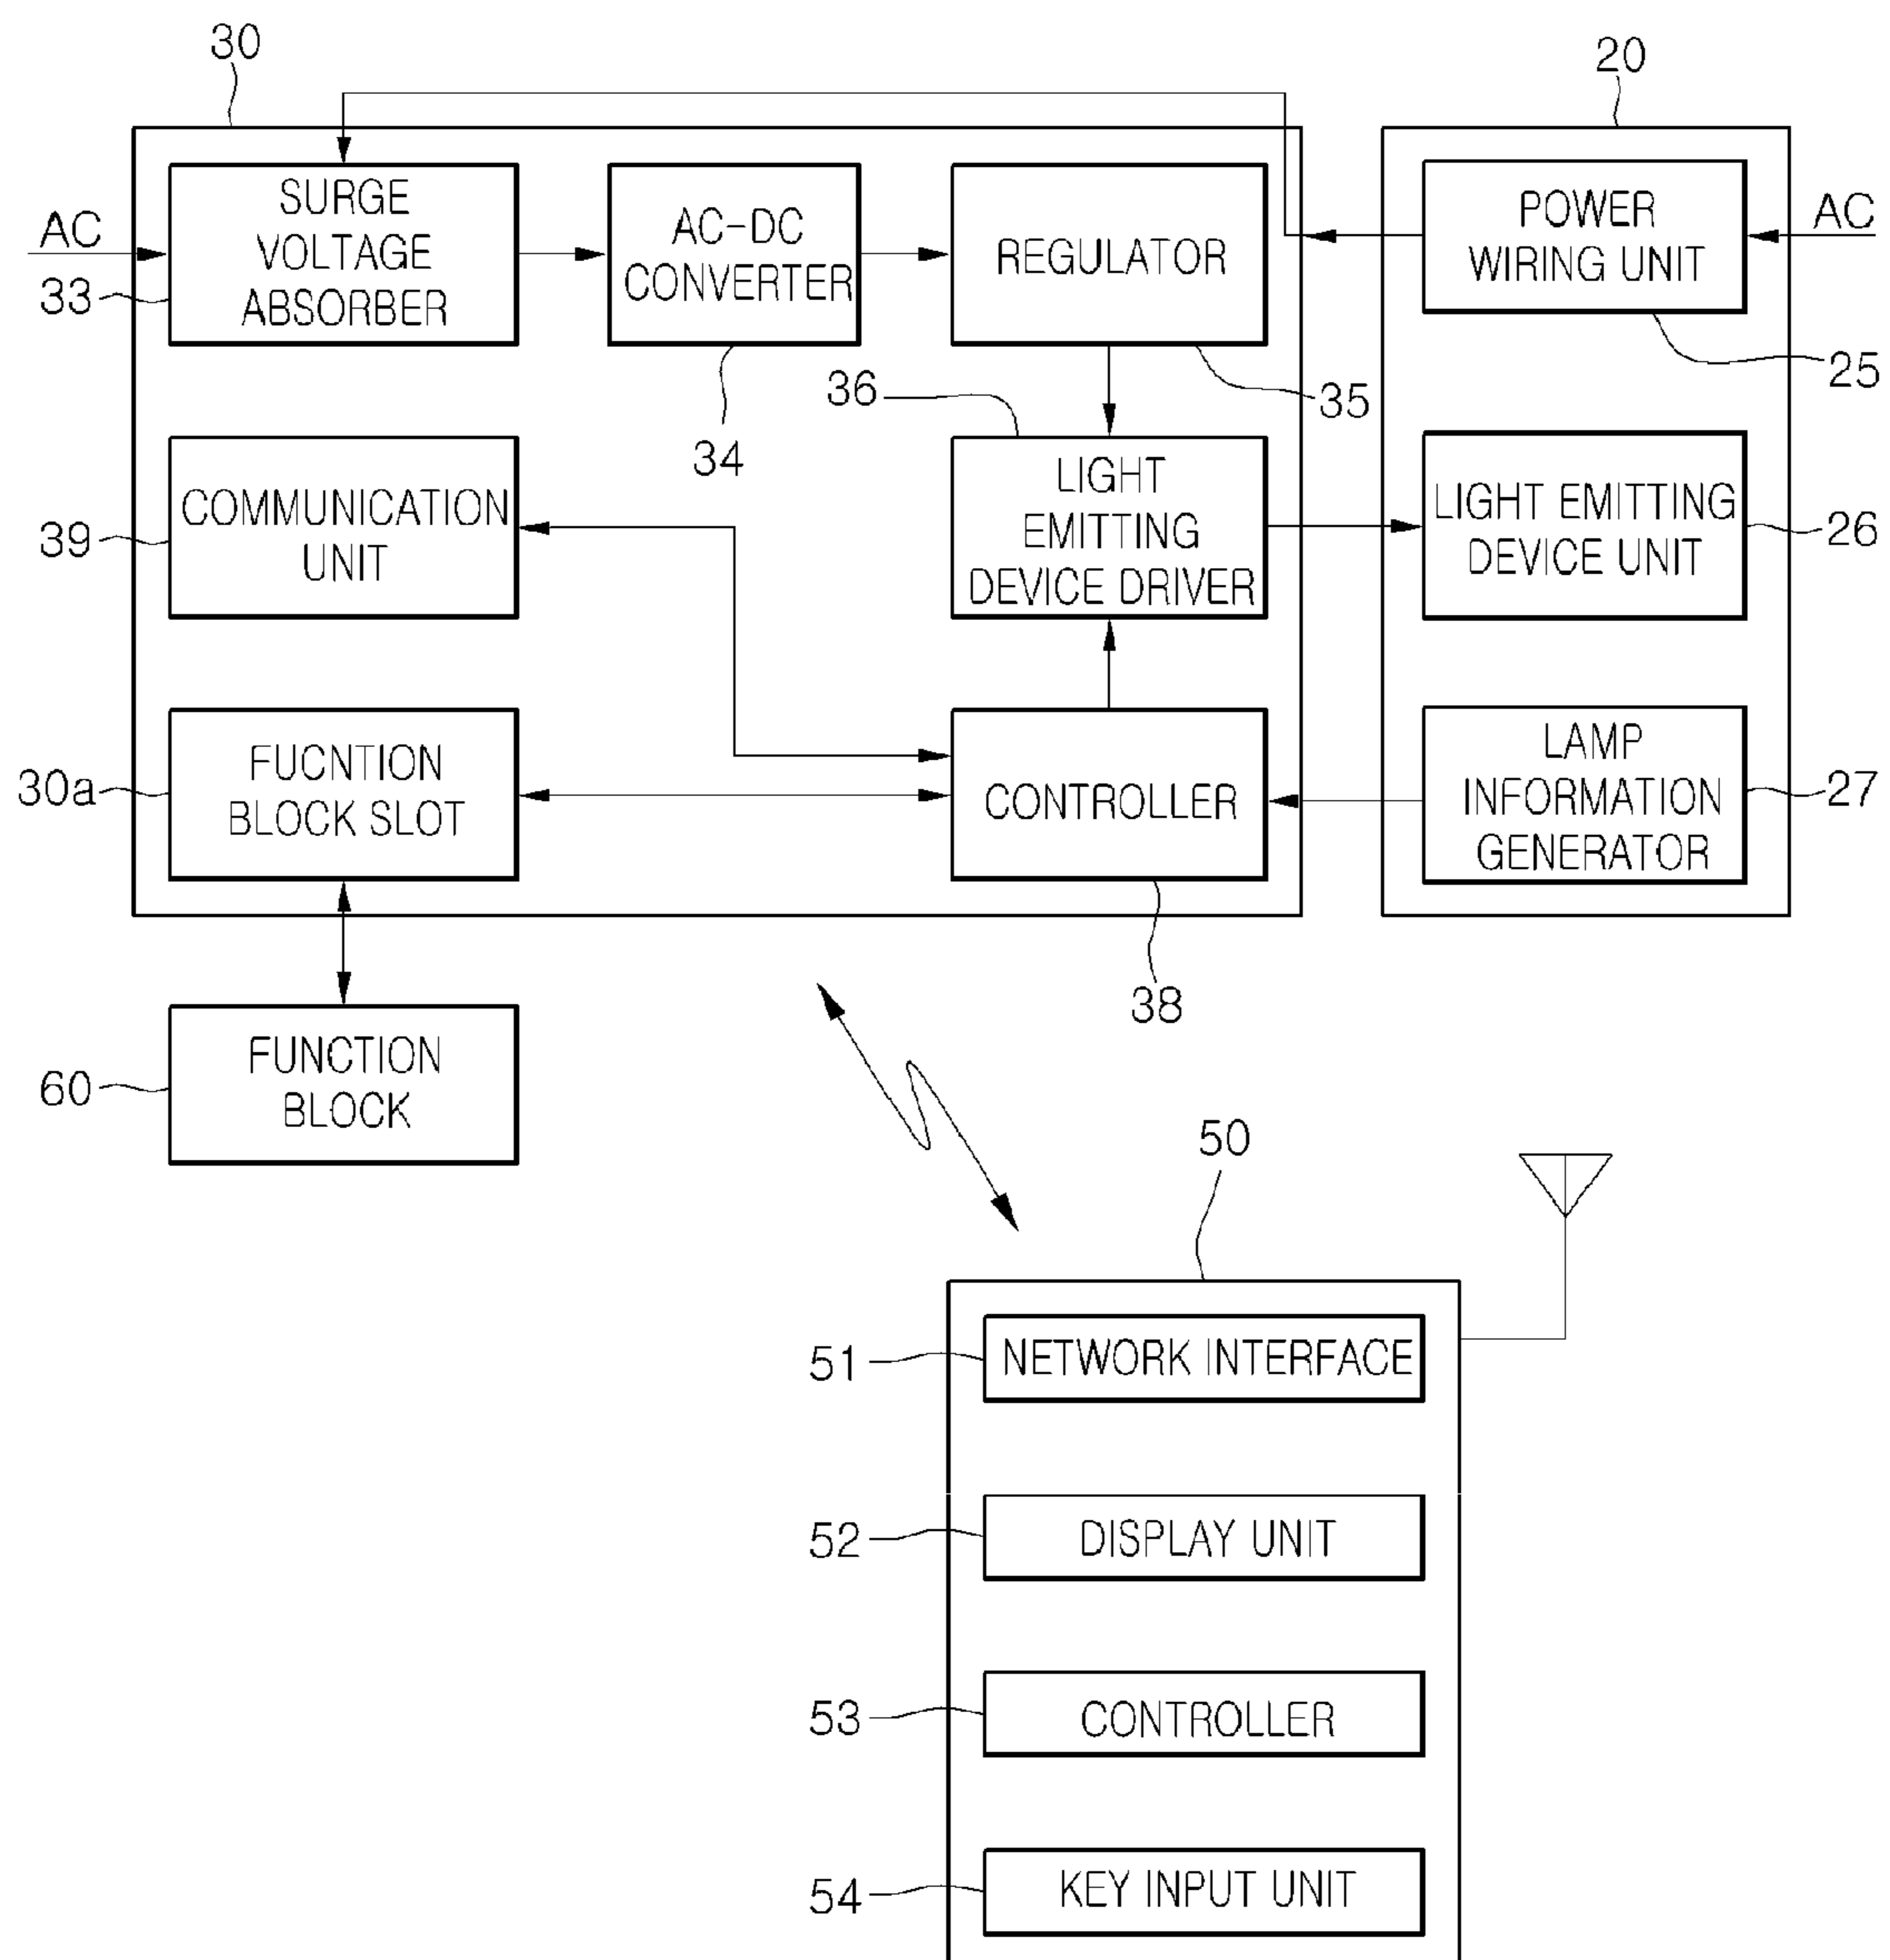 30
20
AC
33
SURGE
VOLTAGE
ABSORBER
AC-DC
CONVERTER
34
REGULATOR
35
POWER
WIRING UNIT
AC
25
39
COMMUNICATION
UNIT
36
LIGHT
EMITTING
DEVICE DRIVER
LIGHT EMITTING
DEVICE UNIT
26
30a
FUCNTION
BLOCK SLOT
CONTROLLER
38
LAMP
INFORMATION
GENERATOR
27
60
FUNCTION
BLOCK
50
51
NETWORK INTERFACE
52
DISPLAY UNIT
53
CONTROLLER
54
KEY INPUT UNIT